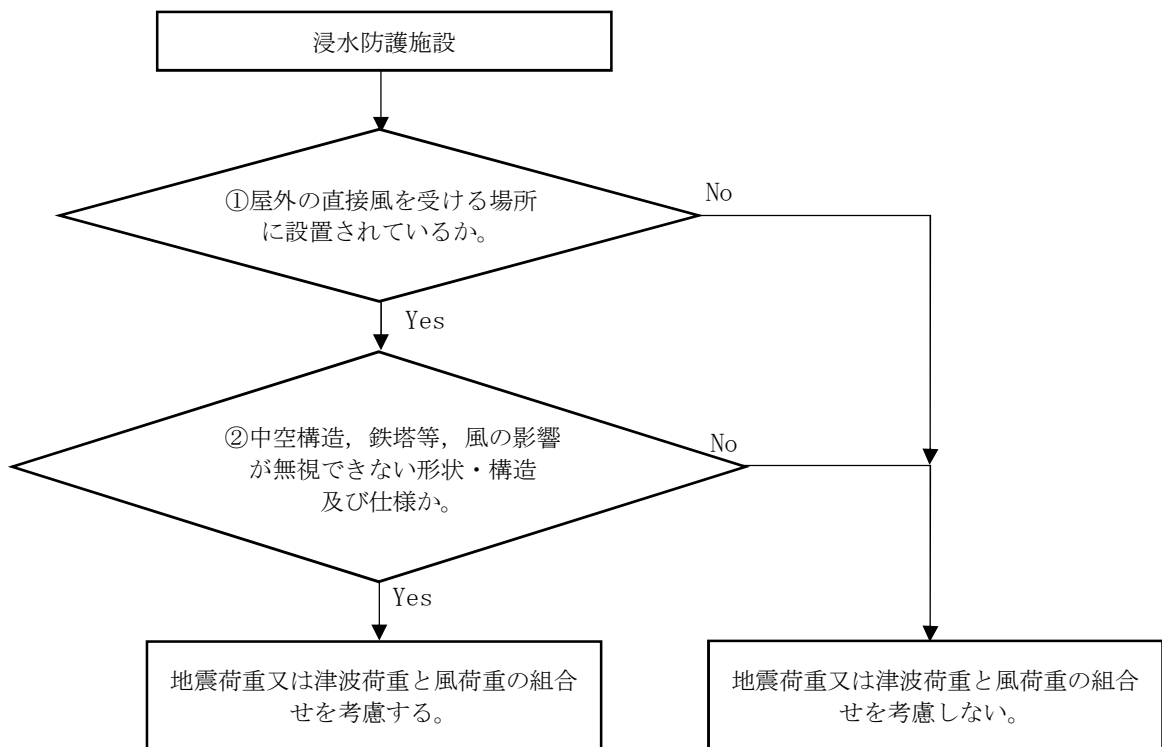 浸水防護施設
①屋外の直接風を受ける場所
に設置されているか。
No
Yes
②中空構造，鉄塔等，風の影響
が無視できない形状・構造
及び仕様か。
No
Yes
地震荷重又は津波荷重と風荷重の組合
せを考慮する。
地震荷重又は津波荷重と風荷重の組合
せを考慮しない。